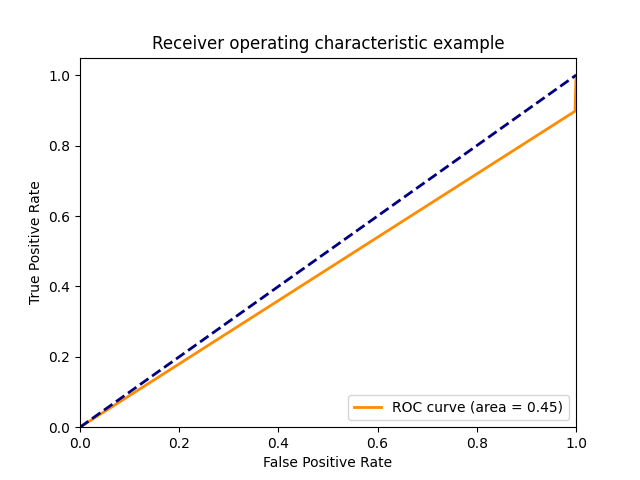 Receiver operating characteristic example
True Positive Rate
1.0
0.8
0.6
0.4
0.2
0.0
ROC curve (area = 0.45)
0.0 0.2 0.4 0.6 0.8 1.0
False Positive Rate